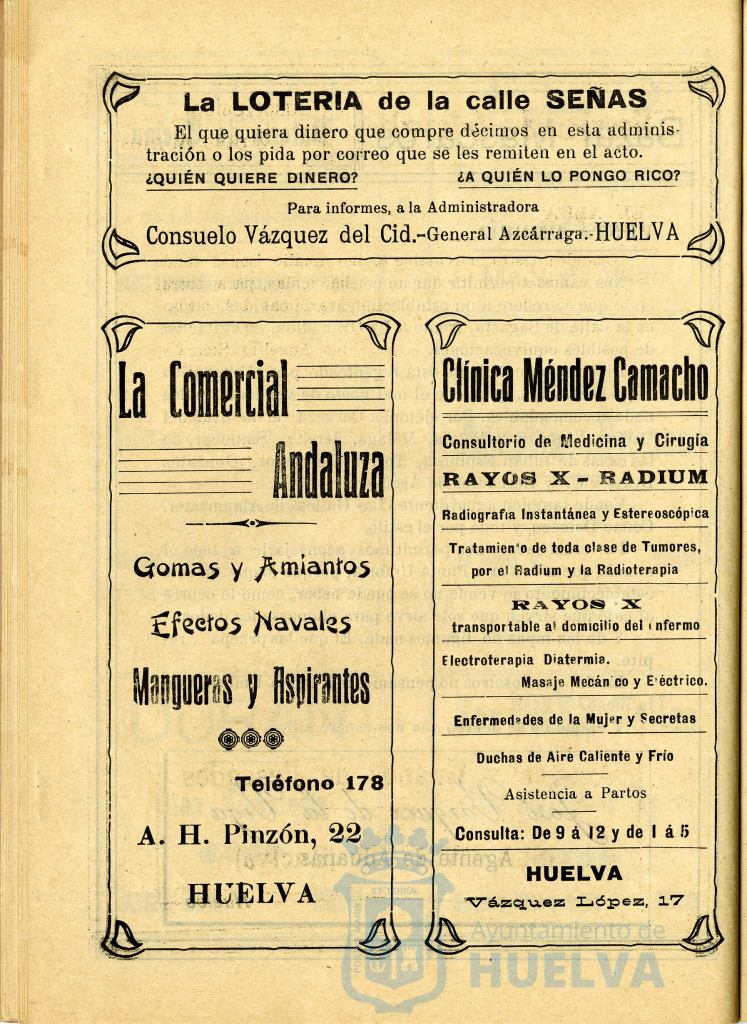 La LOTERIA de la calle SEÑAS
El que quiera dinero que compre décimos en esta adminis-
tración o los pida por correo que se les remiten en el acto.
¿QUIÉN QUIERE DINERO? ¿A QUIÉN LO PONGO RICO?
Para informes, a la Administradora
Consuelo Vázquez del Cid.-General Azcárraga.-HUELVA
La Comercial
Andaluza
Gomas y Amiantos
Efectos Navales
Mangueras y Aspirantes
Teléfono 178
A. H. Pinzón, 22
HUELVA
Clínica Méndez Camacho
Consultorio de Medicina y Cirugía
RAYOS X - RADIUM
Radiografía Instantánea y Estereoscópica
Tratamiento de toda clase de Tumores,
por el Radium y la Radioterapia
RAYOS X
transportable al domicilio del enfermo
Electroterapia Diatermia.
Masaje Mecánico y Eléctrico.
Enfermedades de la Mujer y Secretas
Duchas de Aire Caliente y Frío
Asistencia a Partos
Consulta: De 9 á 12 y de 1 á 5
HUELVA
Vázquez López, 17
Ayuntamiento de
HUELVA